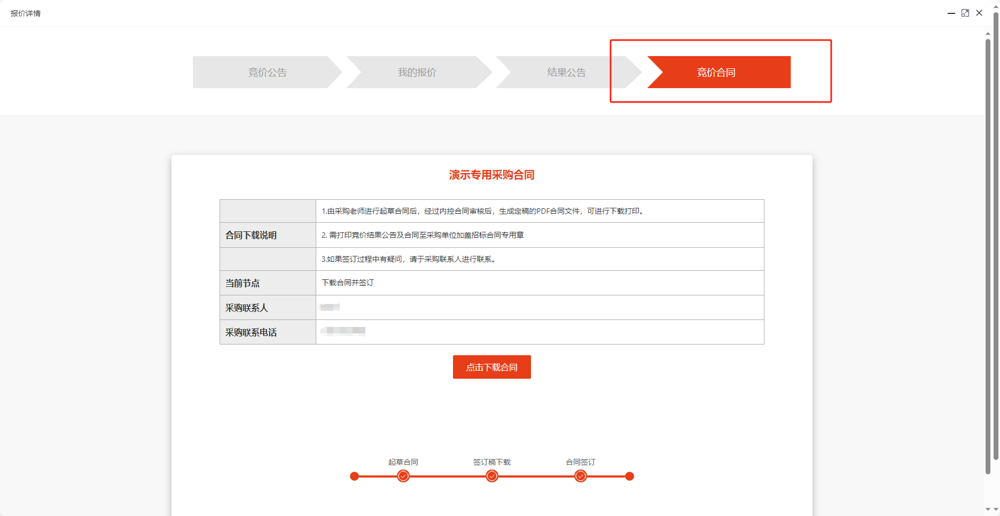 报价详情
竞价公告
我的报价
结果公告
竞价合同
演示专用采购合同
1.由采购老师进行起草合同后，经过内控合同审核后，生成定稿的PDF合同文件，可进行下载打印。
合同下载说明
2. 需打印竞价结果公告及合同至采购单位加盖招标合同专用章
3.如果签订过程中有疑问，请于采购联系人进行联系。
当前节点
下载合同并签订
采购联系人
采购联系电话
点击下载合同
起草合同
签订稿下载
合同签订